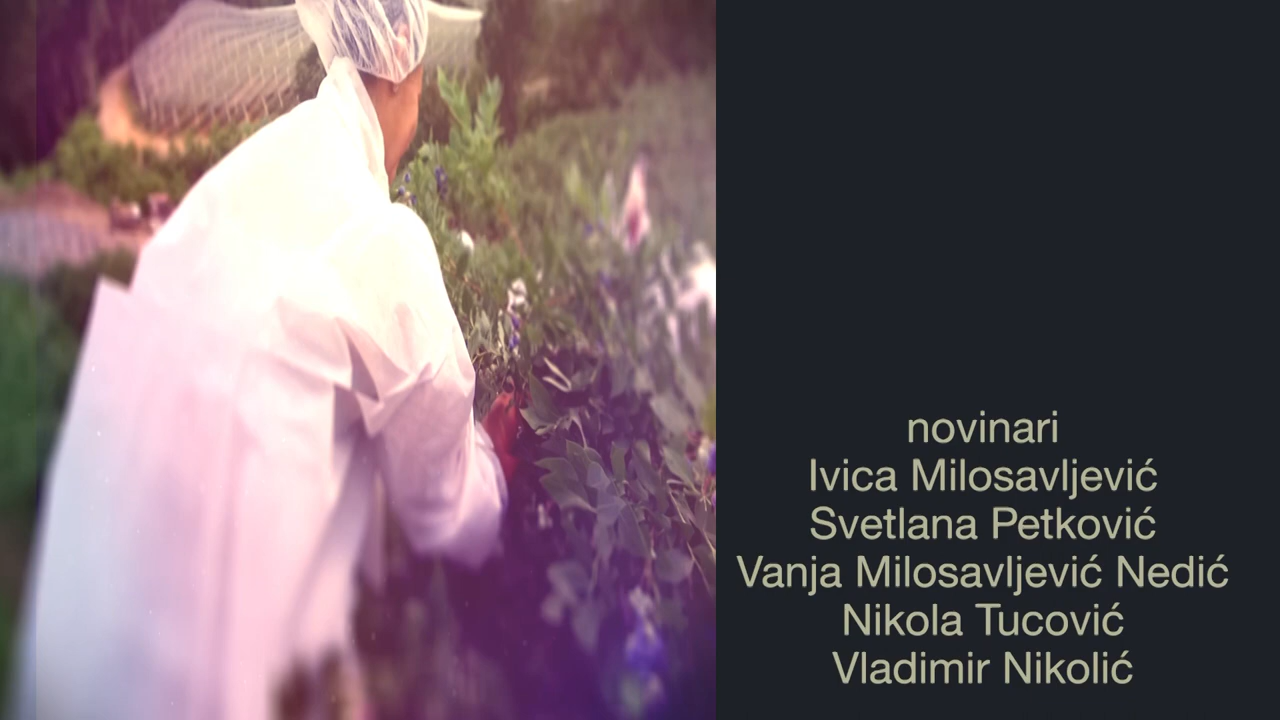 novinari
Ivica Milosavljević
Svetlana Petković
Vanja Milosavljević Nedić
Nikola Tucović
Vladimir Nikolić